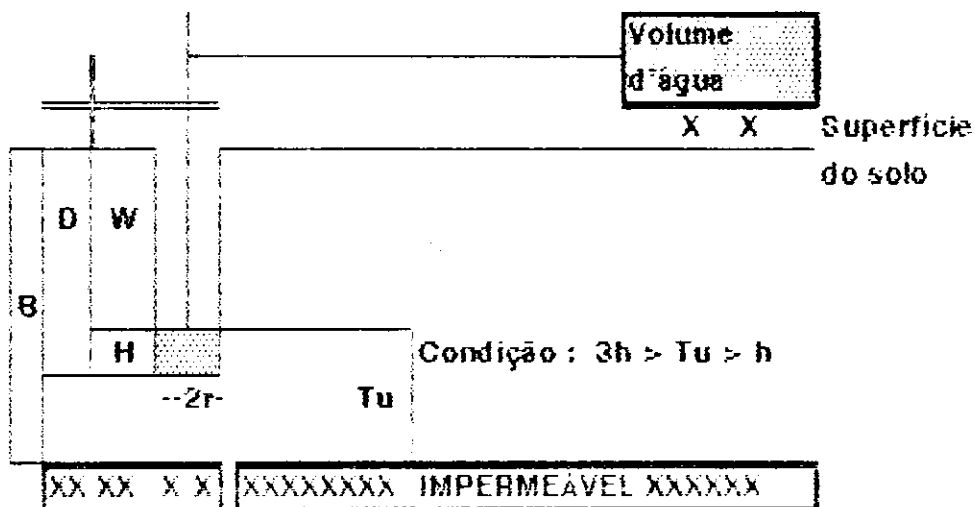 Volume
d'água
X X Superfície
do solo
D W
B
H
Condição : 3h > Tu > h
--2r-
Tu
XX XX X X XXXXXXXX IMPERMEÁVEL XXXXXX